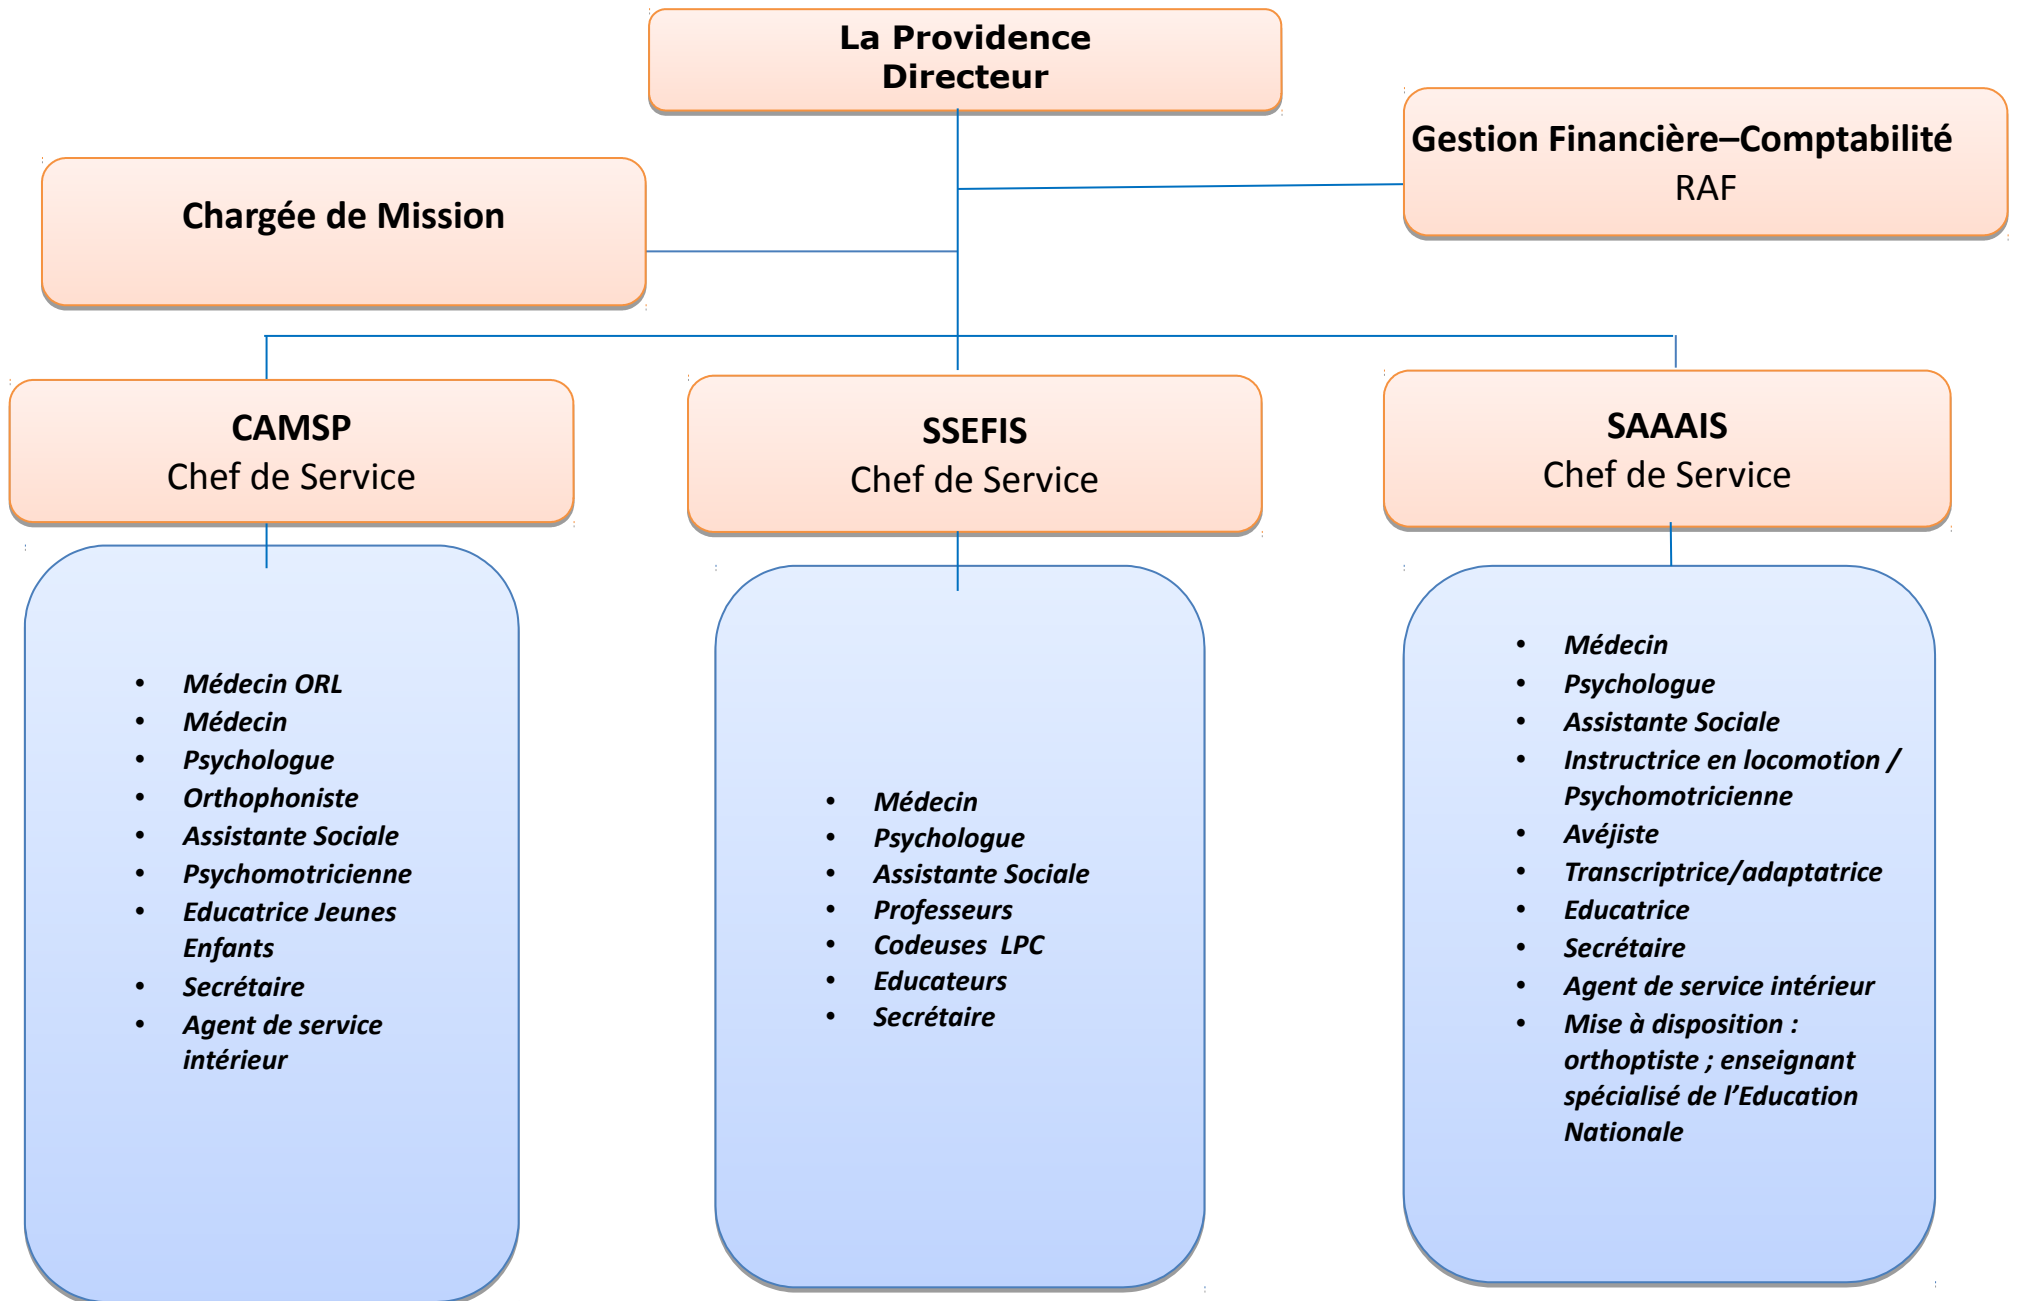 La Providence
Directeur
Gestion Financière–Comptabilité
RAF
Chargée de Mission
CAMSP
Chef de Service
SSEFIS
Chef de Service
SAAAIS
Chef de Service
• Médecin ORL
• Médecin
• Psychologue
• Orthophoniste
• Assistante Sociale
• Psychomotricienne
• Educatrice Jeunes
Enfants
• Secrétaire
• Agent de service
intérieur
• Médecin
• Psychologue
• Assistante Sociale
• Professeurs
• Codeuses  LPC
• Educateurs
• Secrétaire
• Médecin
• Psychologue
• Assistante Sociale
• Instructrice en locomotion /
Psychomotricienne
• Avéjiste
• Transcriptrice/adaptatrice
• Educatrice
• Secrétaire
• Agent de service intérieur
• Mise à disposition :
orthoptiste ; enseignant
spécialisé de l’Education
Nationale